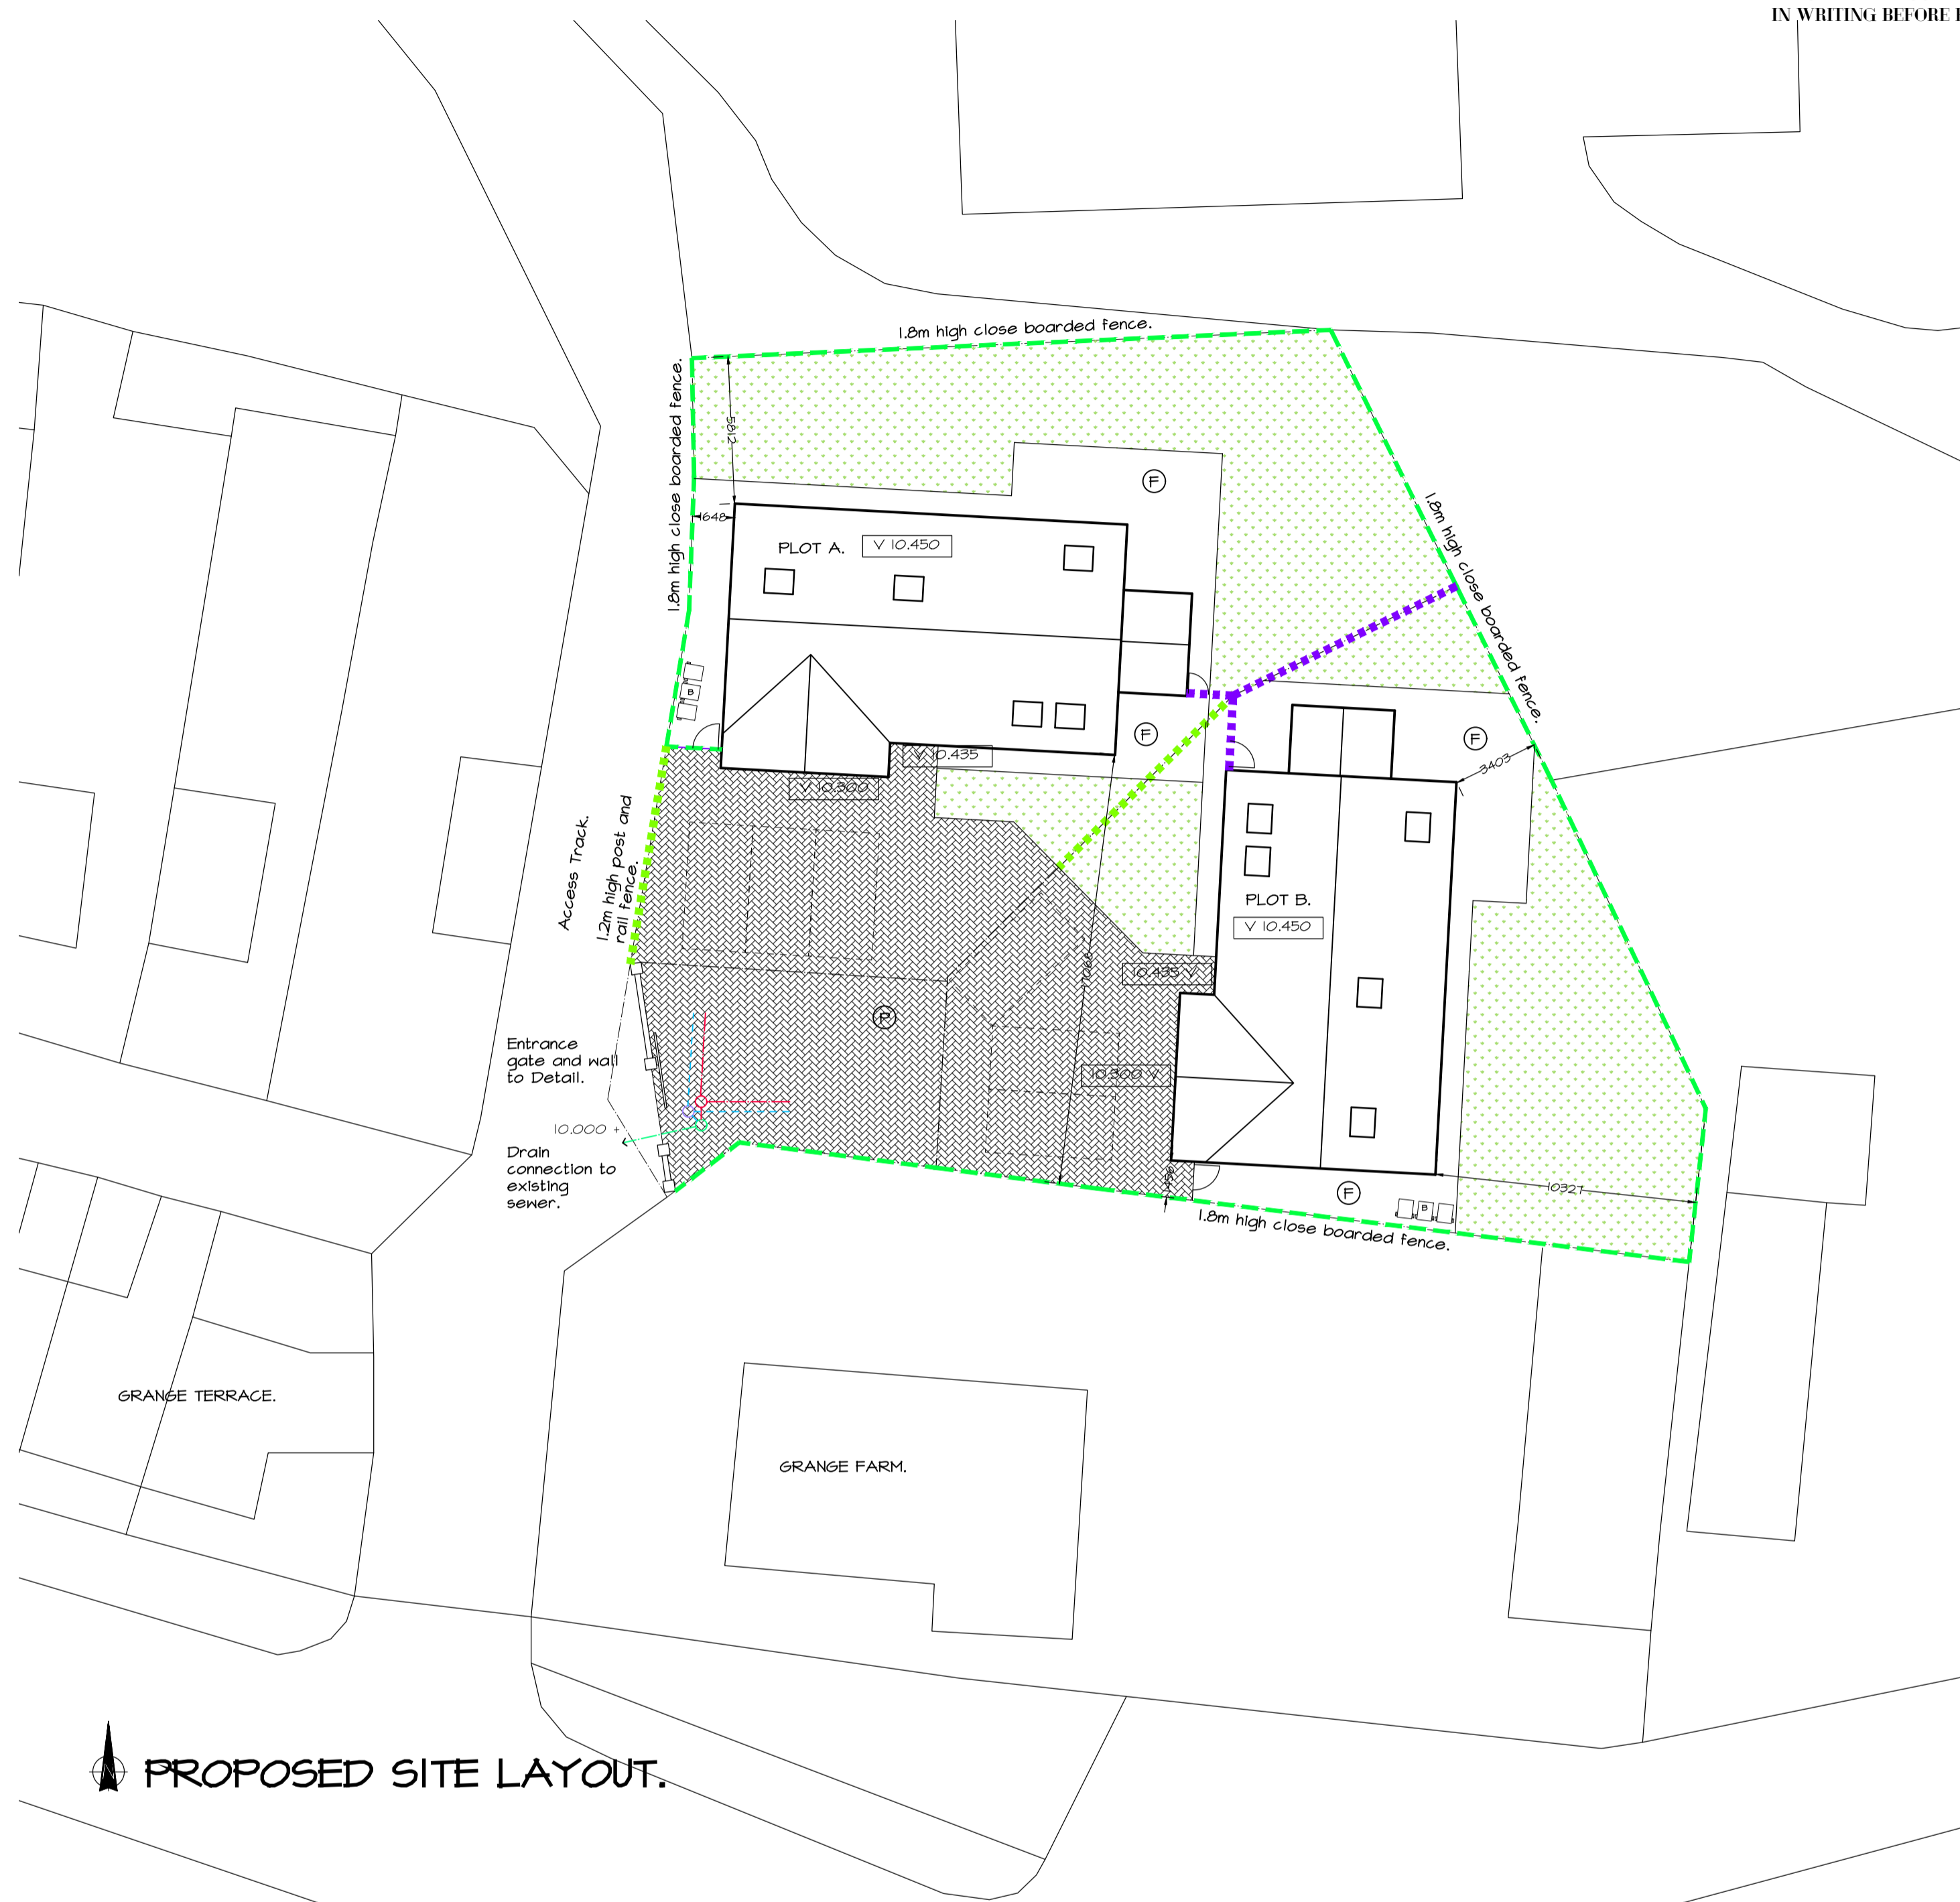 IN WRITING BEFORE
1.8m high close boarded fence.
1.8m high close boarded fence.
5812
F
1.8m high close boarded fence.
1648
PLOT A.
V 10.450
B
F
F
V 10.435
3403
V 10.300
Access Track.
1.2m high post and
rail fence.
PLOT B.
V 10.450
17068
10.435 V
P
Entrance
gate and wall
to Detail.
10.300 V
10.000 +
Drain
connection to
existing
sewer.
F
10327
B
1.8m high close boarded fence.
GRANGE TERRACE.
GRANGE FARM.
PROPOSED SITE LAYOUT.